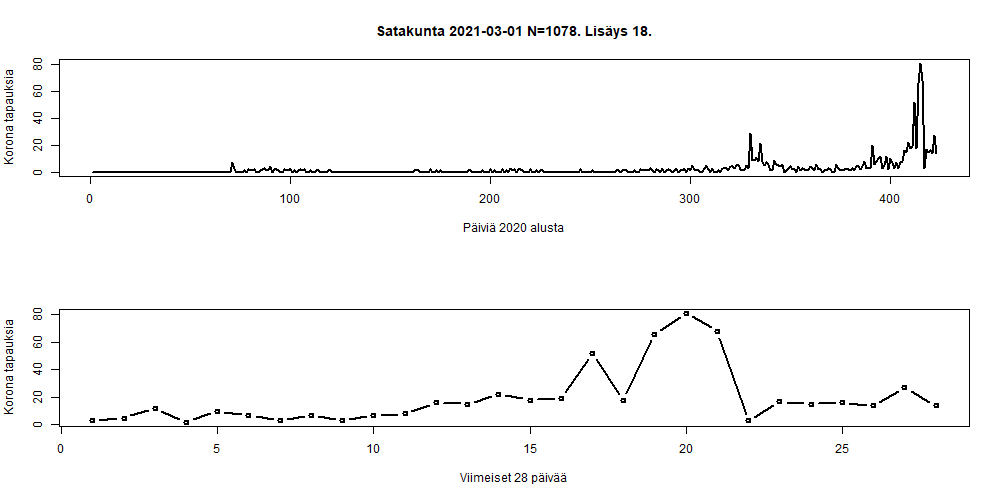 Satakunta 2021-03-01 N=1078. Lisäys 18.
Korona tapauksia
80
60
40
20
0
0 100 200 300 400
Päiviä 2020 alusta
Korona tapauksia
80
60
40
20
0
0 5 10 15 20 25
Viimeiset 28 päivää